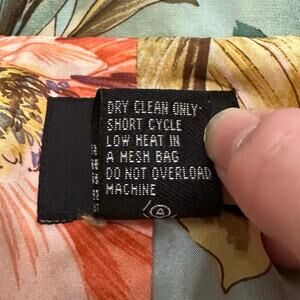 DRY CLEAN ONLY-
SHORT CYCLE
LOW HEAT IN
A MESH BAG
DO NOT OVERLOAD
MACHINE
A